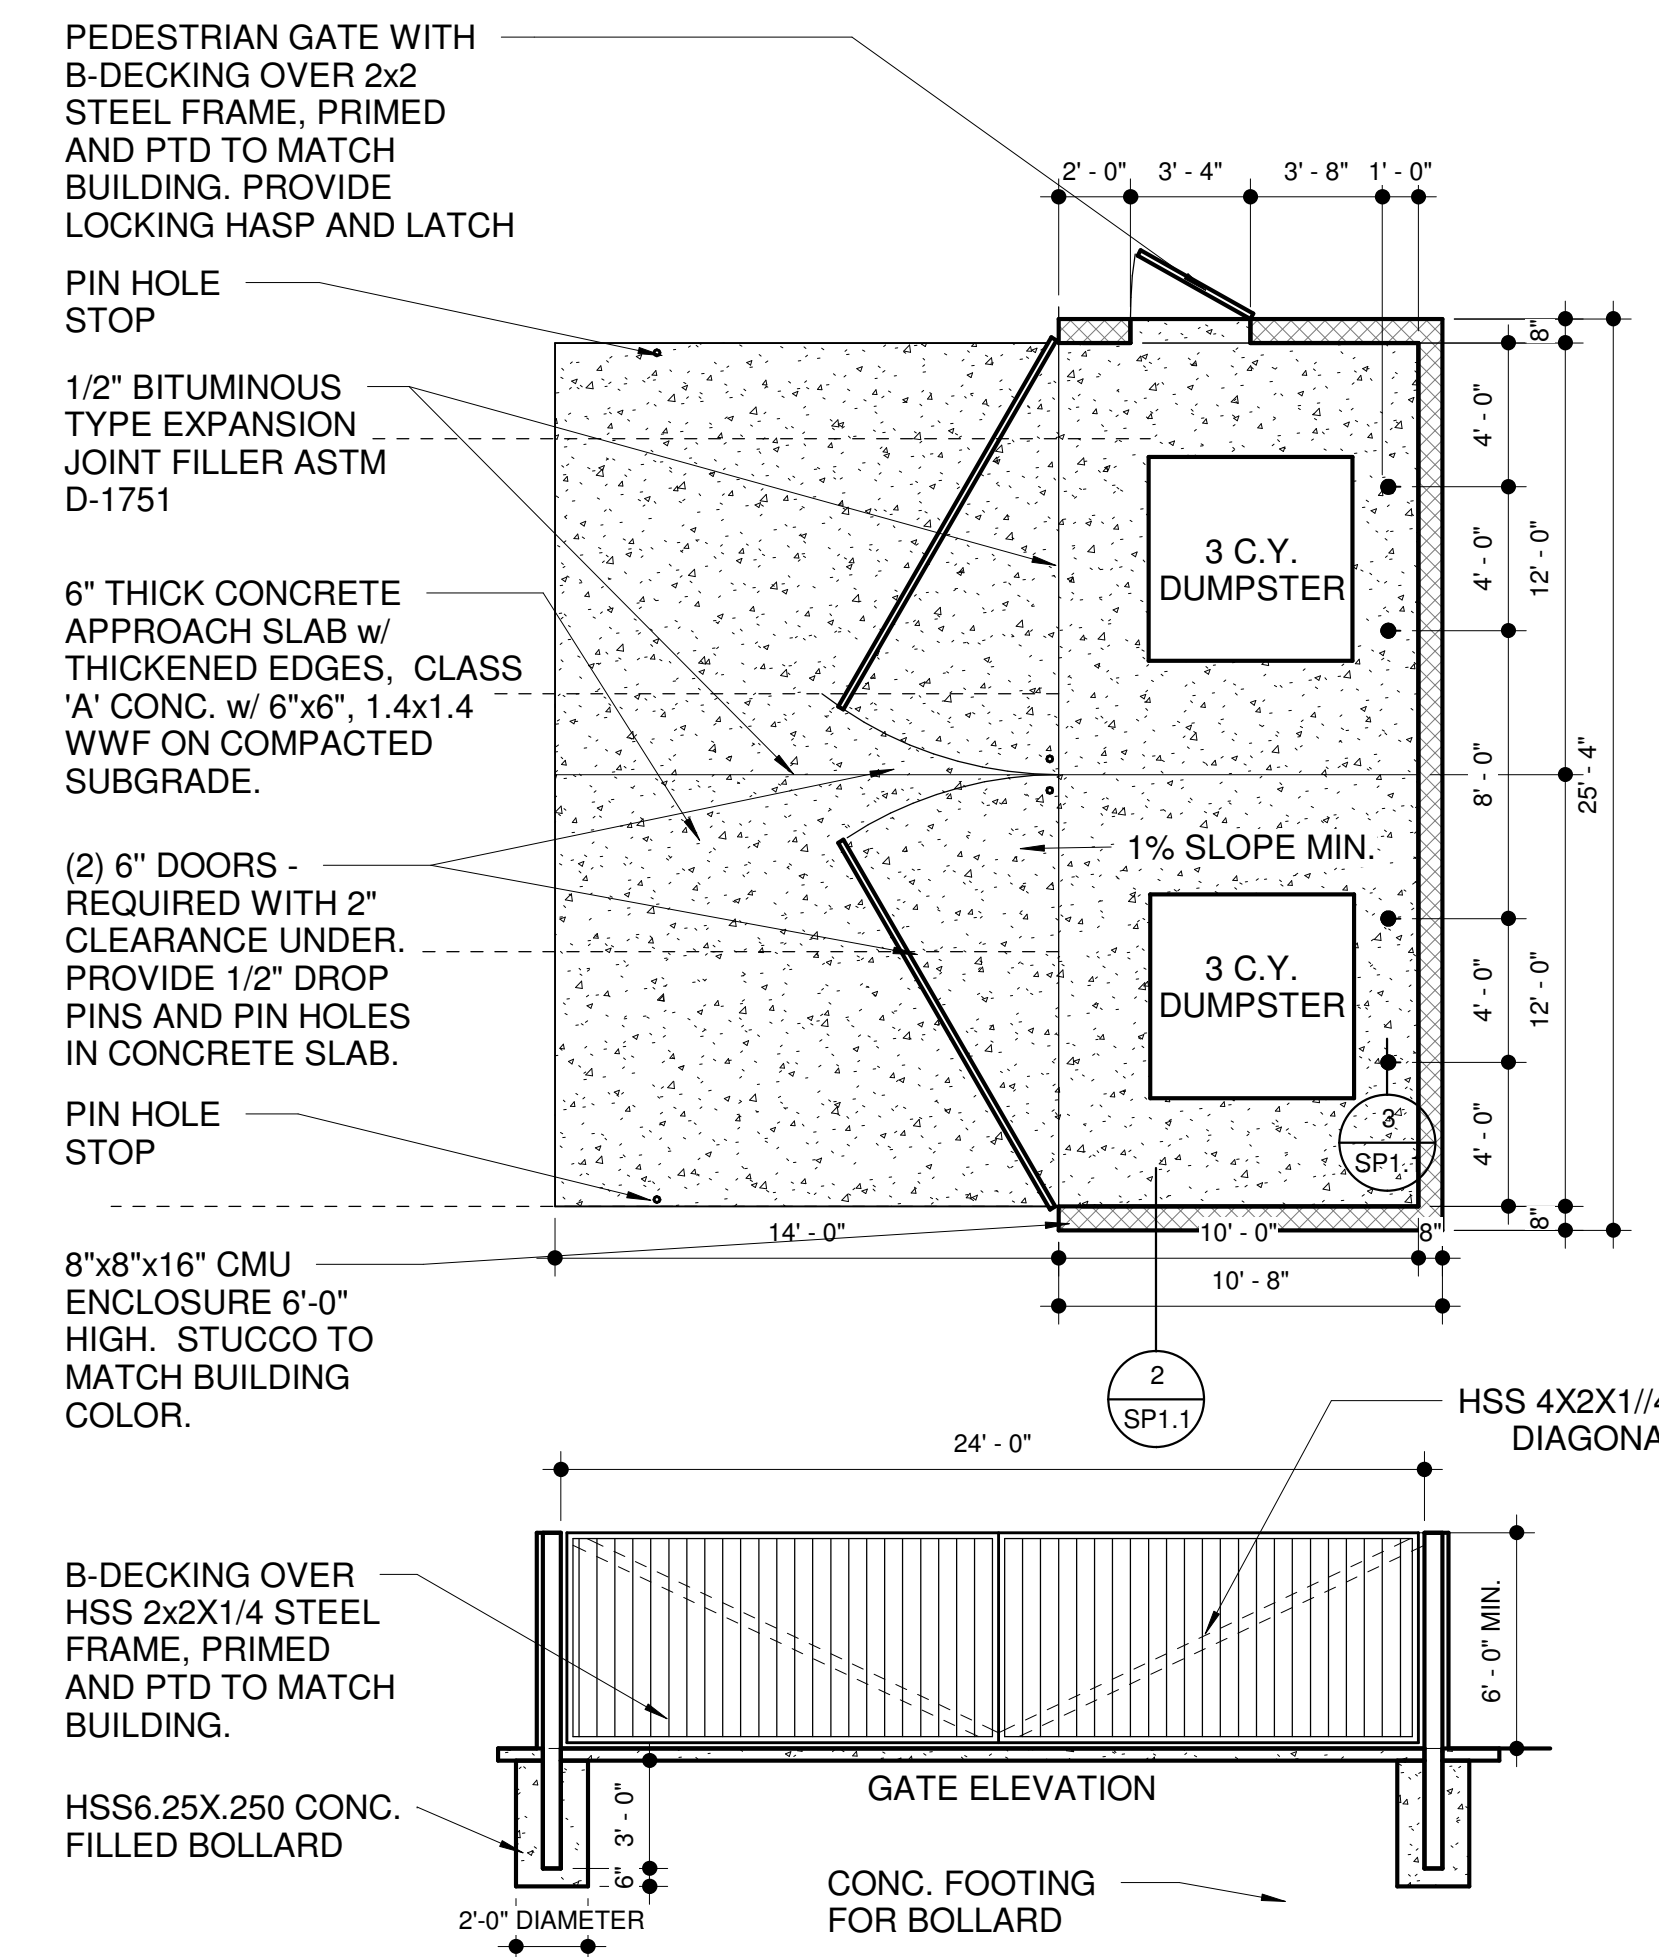 PEDESTRIAN GATE WITH
B-DECKING OVER 2x2
STEEL FRAME, PRIMED
AND PTD TO MATCH
BUILDING. PROVIDE
LOCKING HASP AND LATCH
PIN HOLE
STOP
1/2" BITUMINOUS
TYPE EXPANSION
JOINT FILLER ASTM
D-1751
6" THICK CONCRETE
APPROACH SLAB w/
THICKENED EDGES,  CLASS
'A' CONC. w/ 6"x6", 1.4x1.4
WWF ON COMPACTED
SUBGRADE.
(2) 6'' DOORS -
REQUIRED WITH 2"
CLEARANCE UNDER.
PROVIDE 1/2" DROP
PINS AND PIN HOLES
IN CONCRETE SLAB.
PIN HOLE
STOP
8"x8"x16" CMU
ENCLOSURE 6'-0"
HIGH.  STUCCO TO
MATCH BUILDING
COLOR.
2' - 0" 3' - 4" 3' - 8" 1' - 0"
3 C.Y.
DUMPSTER
1% SLOPE MIN.
3 C.Y.
DUMPSTER
3
SP1.1
8"
4' - 0"
4' - 0"
12' - 0"
8' - 0"
25' - 4"
4' - 0"
12' - 0"
4' - 0"
8"
14' - 0" 10' - 0" 8"
10' - 8"
2
SP1.1
HSS 4X2X1//4
DIAGONA
24' - 0"
B-DECKING OVER
HSS 2x2X1/4 STEEL
FRAME, PRIMED
AND PTD TO MATCH
BUILDING.
6' - 0" MIN.
GATE ELEVATION
HSS6.25X.250 CONC.
FILLED BOLLARD
3' - 0"
6"
2'-0" DIAMETER
CONC. FOOTING
FOR BOLLARD